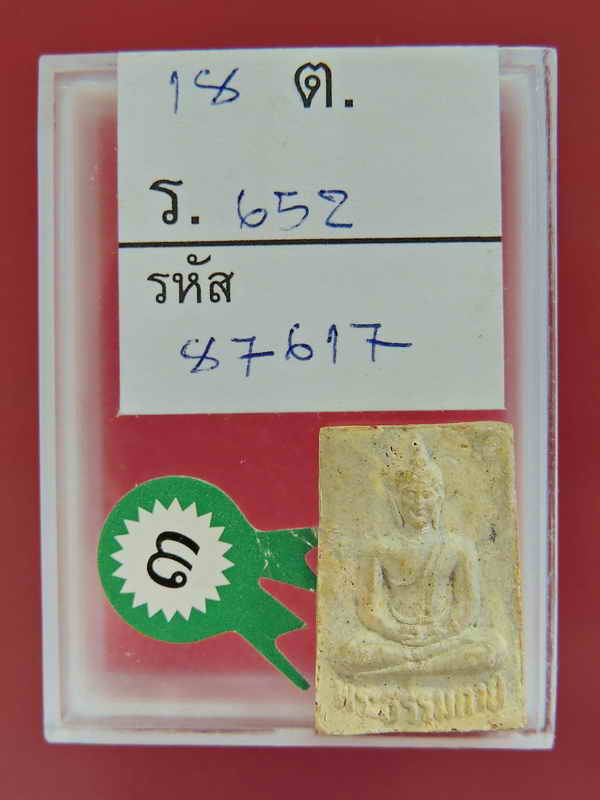 18 ต.
ร. 652
รหัส
87617
๓
พระธรรมกาย